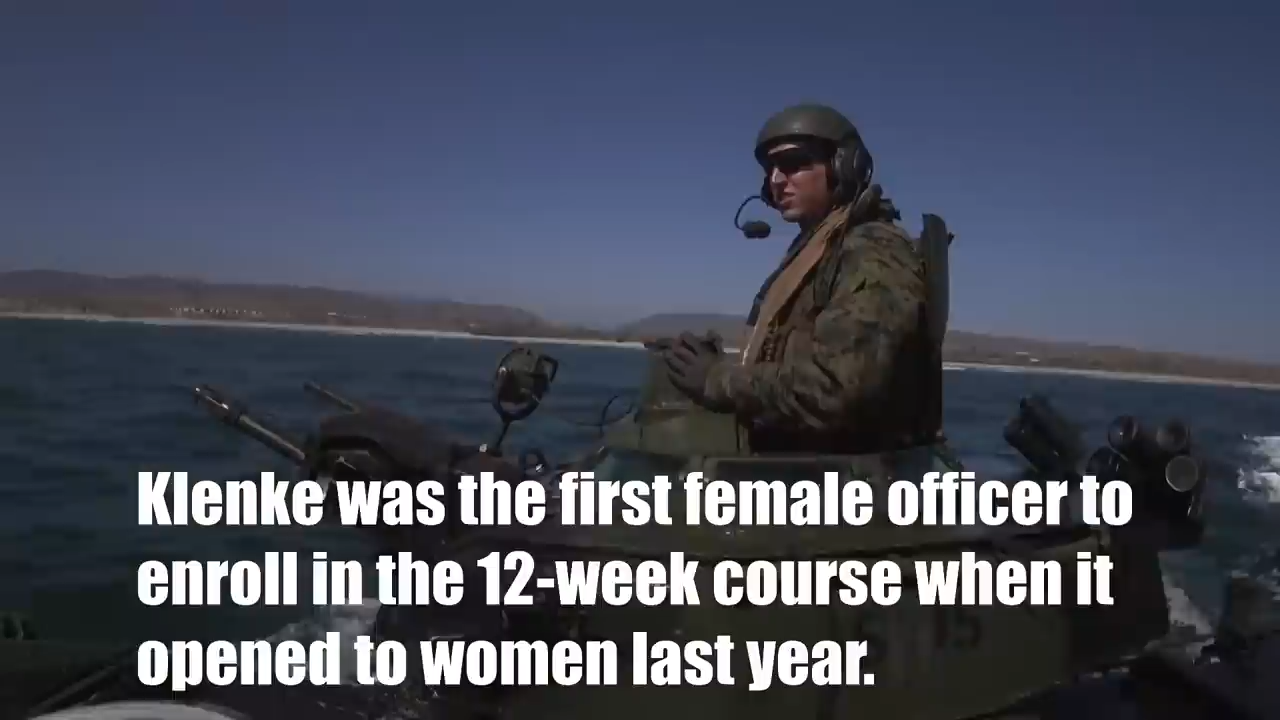 Klenke was the first female officer to
enroll in the 12-week course when it
opened to women last year.